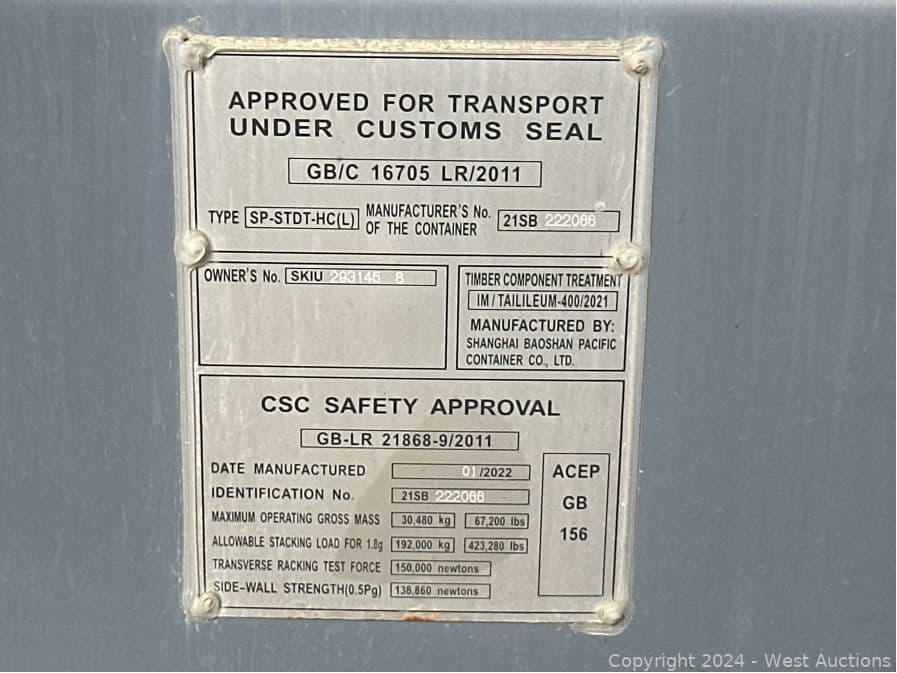 APPROVED FOR TRANSPORT
UNDER CUSTOMS SEAL
GB/C 16705 LR/2011
TYPE SP-STDT-HC(L) MANUFACTURER'S No. OF THE CONTAINER 21SB 222066
OWNER'S No. SKIU 293145 8
TIMBER COMPONENT TREATMENT
IM/TAILILEUM-400/2021
MANUFACTURED BY:
SHANGHAI BAOSHAN PACIFIC
CONTAINER CO., LTD.
CSC SAFETY APPROVAL
GB-LR 21868-9/2011
DATE MANUFACTURED 01/2022
IDENTIFICATION No. 21SB 222066
MAXIMUM OPERATING GROSS MASS 30,480 kg 67,200 lbs
ALLOWABLE STACKING LOAD FOR 1.8g 192,000 kg 423,280 lbs
TRANSVERSE RACKING TEST FORCE 150,000 newtons
SIDE-WALL STRENGTH(0.5Pg) 138,860 newtons
ACEP
GB
156
Copyright 2024 - West Auctions